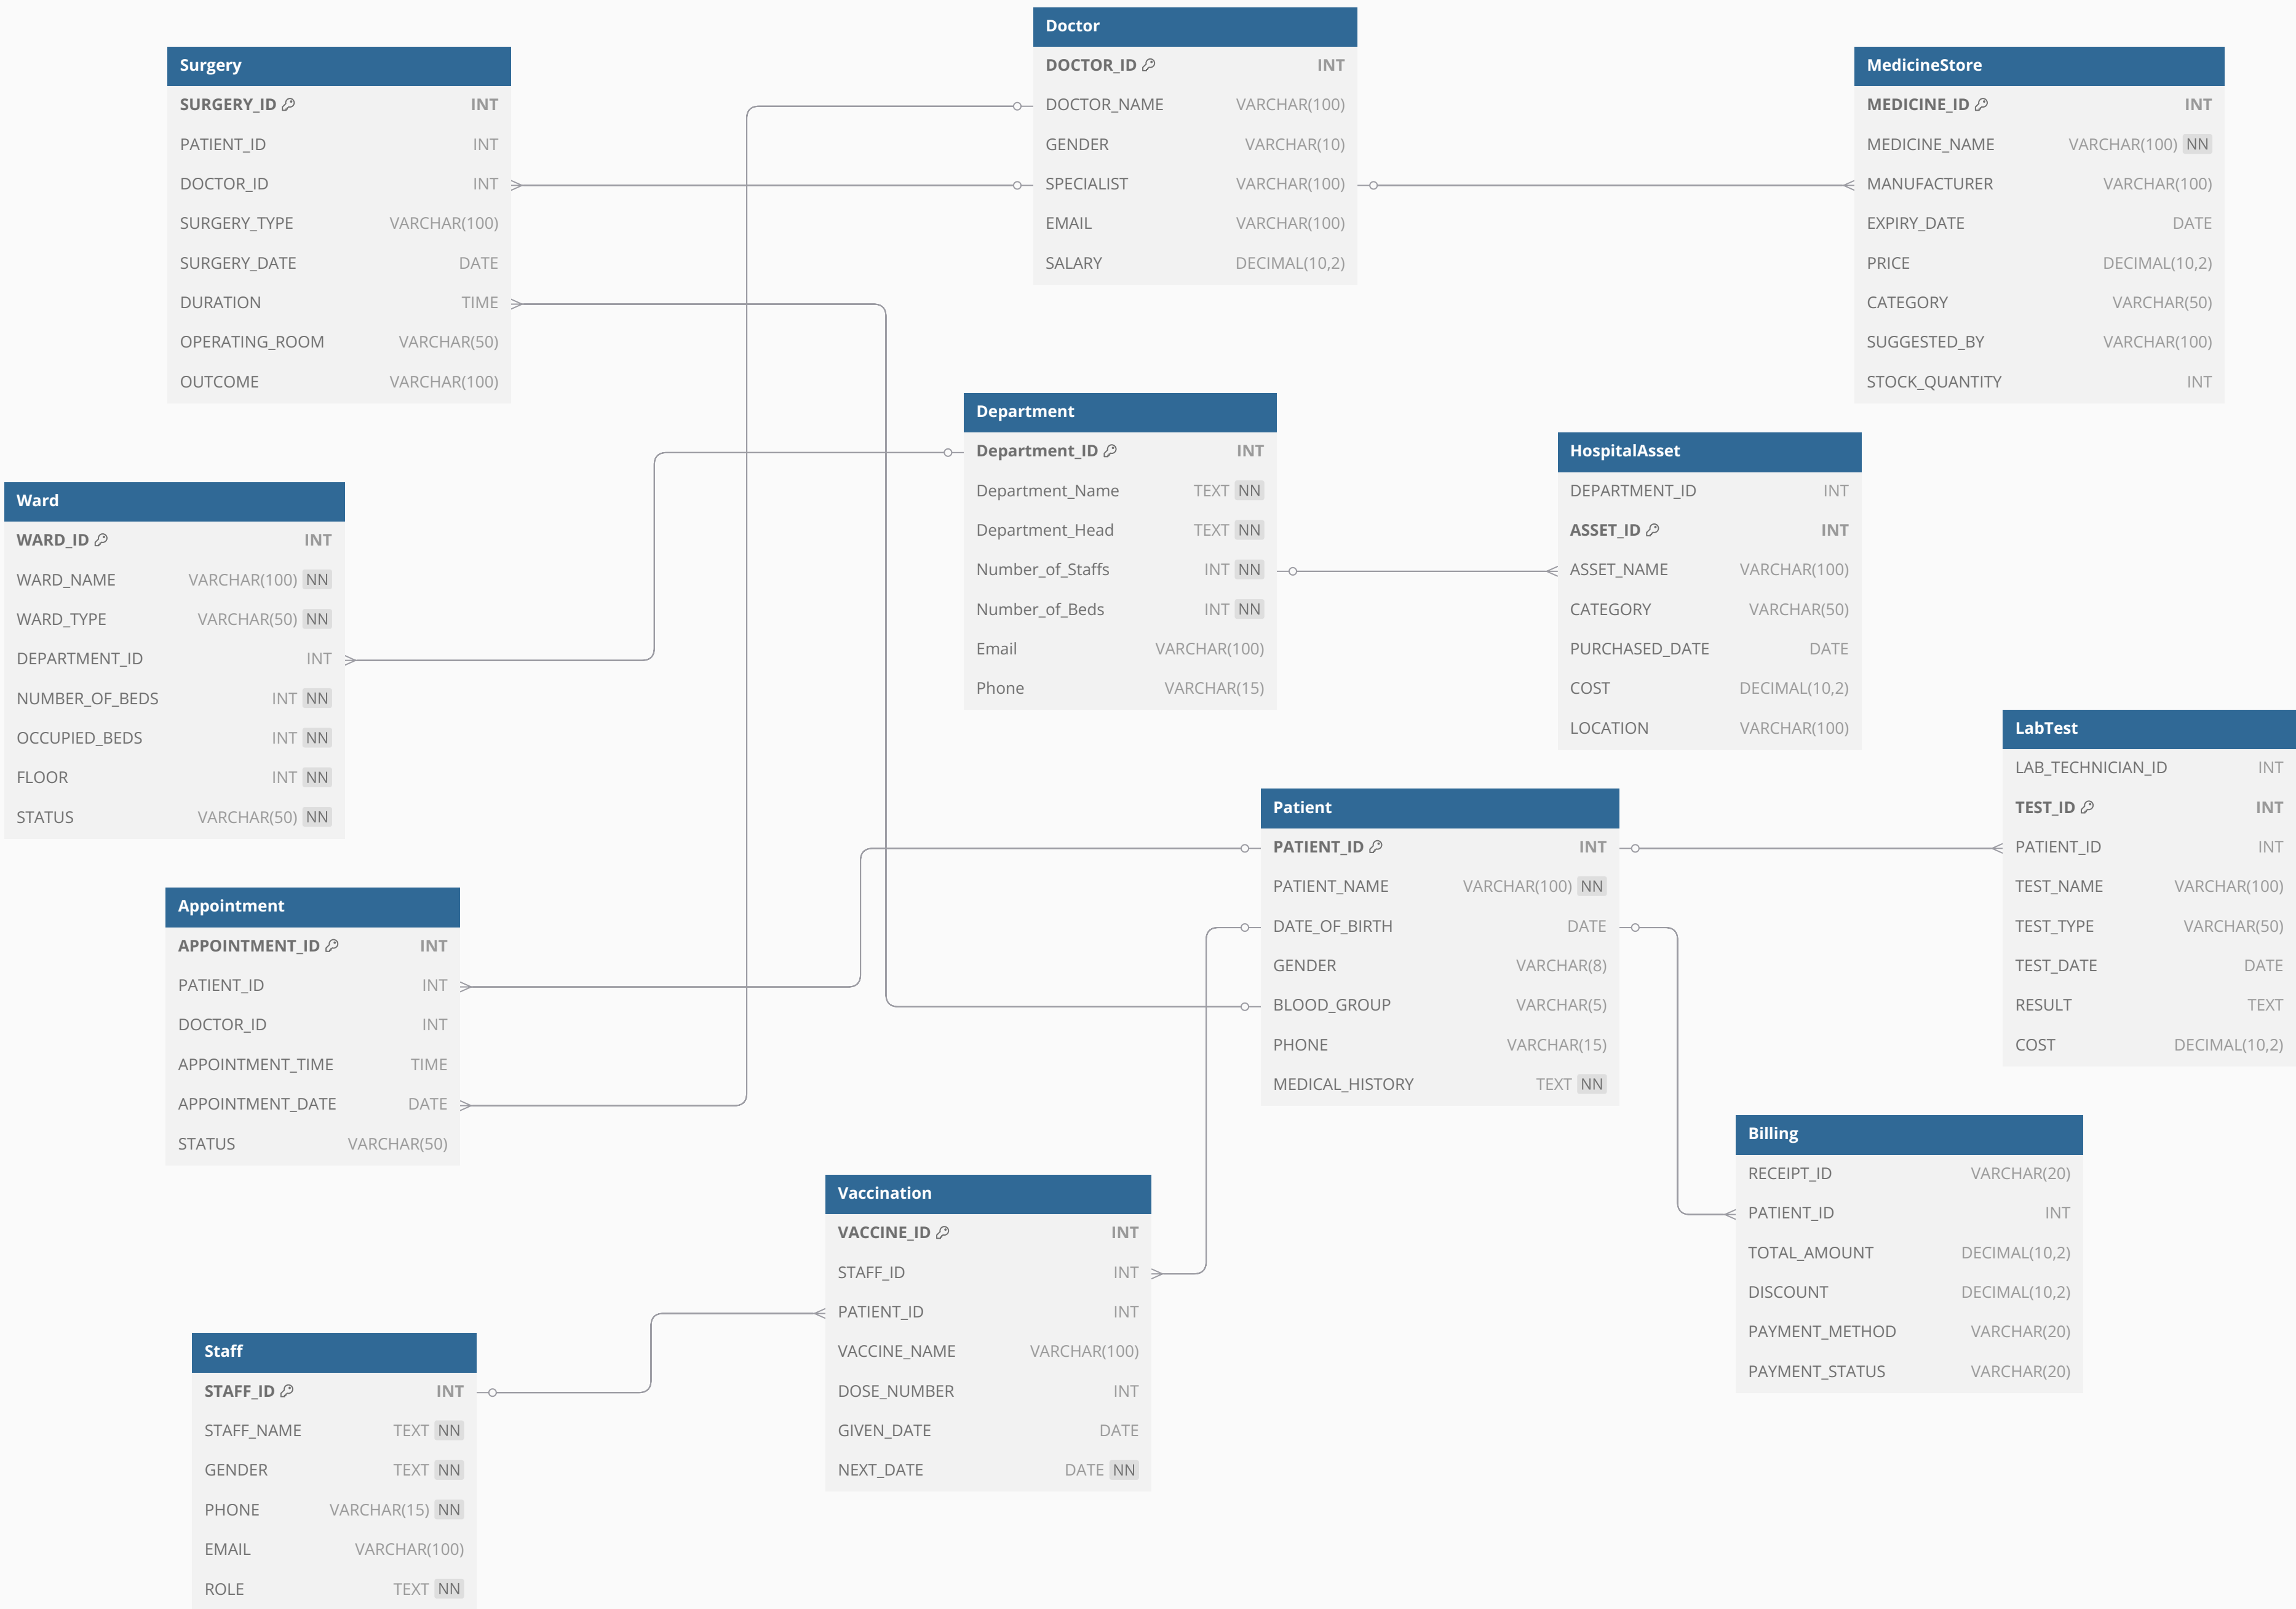 Surgery
SURGERY_ID INT
PATIENT_ID INT
DOCTOR_ID INT
SURGERY_TYPE VARCHAR(100)
SURGERY_DATE DATE
DURATION TIME
OPERATING_ROOM VARCHAR(50)
OUTCOME VARCHAR(100)
Doctor
DOCTOR_ID INT
DOCTOR_NAME VARCHAR(100)
GENDER VARCHAR(10)
SPECIALIST VARCHAR(100)
EMAIL VARCHAR(100)
SALARY DECIMAL(10,2)
MedicineStore
MEDICINE_ID INT
MEDICINE_NAME VARCHAR(100) NN
MANUFACTURER VARCHAR(100)
EXPIRY_DATE DATE
PRICE DECIMAL(10,2)
CATEGORY VARCHAR(50)
SUGGESTED_BY VARCHAR(100)
STOCK_QUANTITY INT
Department
Department_ID INT
Department_Name TEXT NN
Department_Head TEXT NN
Number_of_Staffs INT NN
Number_of_Beds INT NN
Email VARCHAR(100)
Phone VARCHAR(15)
HospitalAsset
DEPARTMENT_ID INT
ASSET_ID INT
ASSET_NAME VARCHAR(100)
CATEGORY VARCHAR(50)
PURCHASED_DATE DATE
COST DECIMAL(10,2)
LOCATION VARCHAR(100)
Ward
WARD_ID INT
WARD_NAME VARCHAR(100) NN
WARD_TYPE VARCHAR(50) NN
DEPARTMENT_ID INT
NUMBER_OF_BEDS INT NN
OCCUPIED_BEDS INT NN
FLOOR INT NN
STATUS VARCHAR(50) NN
LabTest
LAB_TECHNICIAN_ID INT
TEST_ID INT
PATIENT_ID INT
TEST_NAME VARCHAR(100)
TEST_TYPE VARCHAR(50)
TEST_DATE DATE
RESULT TEXT
COST DECIMAL(10,2)
Patient
PATIENT_ID INT
PATIENT_NAME VARCHAR(100) NN
DATE_OF_BIRTH DATE
GENDER VARCHAR(8)
BLOOD_GROUP VARCHAR(5)
PHONE VARCHAR(15)
MEDICAL_HISTORY TEXT NN
Appointment
APPOINTMENT_ID INT
PATIENT_ID INT
DOCTOR_ID INT
APPOINTMENT_TIME TIME
APPOINTMENT_DATE DATE
STATUS VARCHAR(50)
Billing
RECEIPT_ID VARCHAR(20)
PATIENT_ID INT
TOTAL_AMOUNT DECIMAL(10,2)
DISCOUNT DECIMAL(10,2)
PAYMENT_METHOD VARCHAR(20)
PAYMENT_STATUS VARCHAR(20)
Vaccination
VACCINE_ID INT
STAFF_ID INT
PATIENT_ID INT
VACCINE_NAME VARCHAR(100)
DOSE_NUMBER INT
GIVEN_DATE DATE
NEXT_DATE DATE NN
Staff
STAFF_ID INT
STAFF_NAME TEXT NN
GENDER TEXT NN
PHONE VARCHAR(15) NN
EMAIL VARCHAR(100)
ROLE TEXT NN